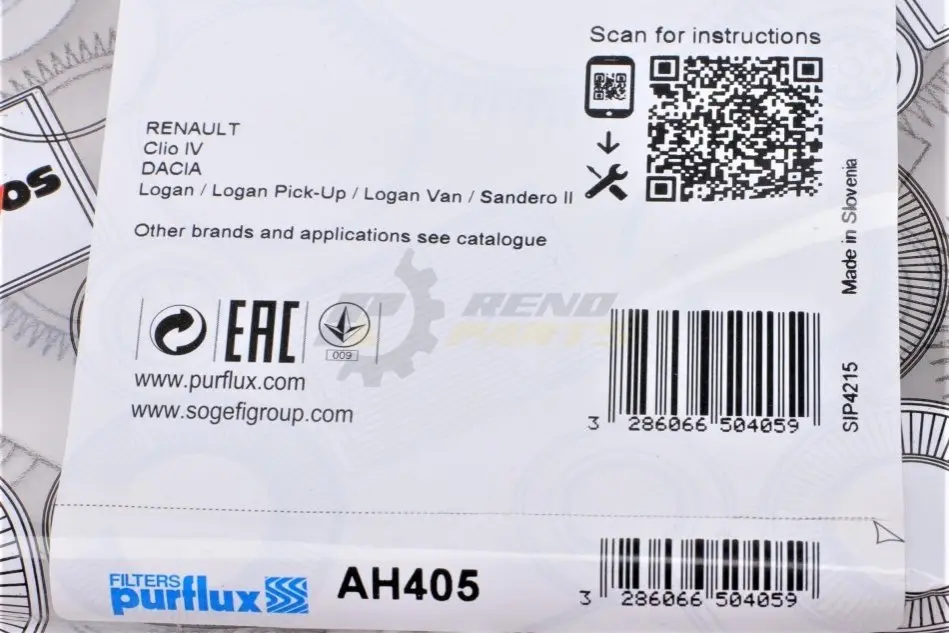 Scan for instructions
RENAULT
Clio IV
DACIA
Logan / Logan Pick-Up / Logan Van / Sandero II
Other brands and applications see catalogue
Made in Slovenia
RENO
PARTS
EAC
009
www.purflux.com
www.sogefigroup.com
3 286066 504059
SIP4215
FILTERS
purflux
AH405
3 286066 504059